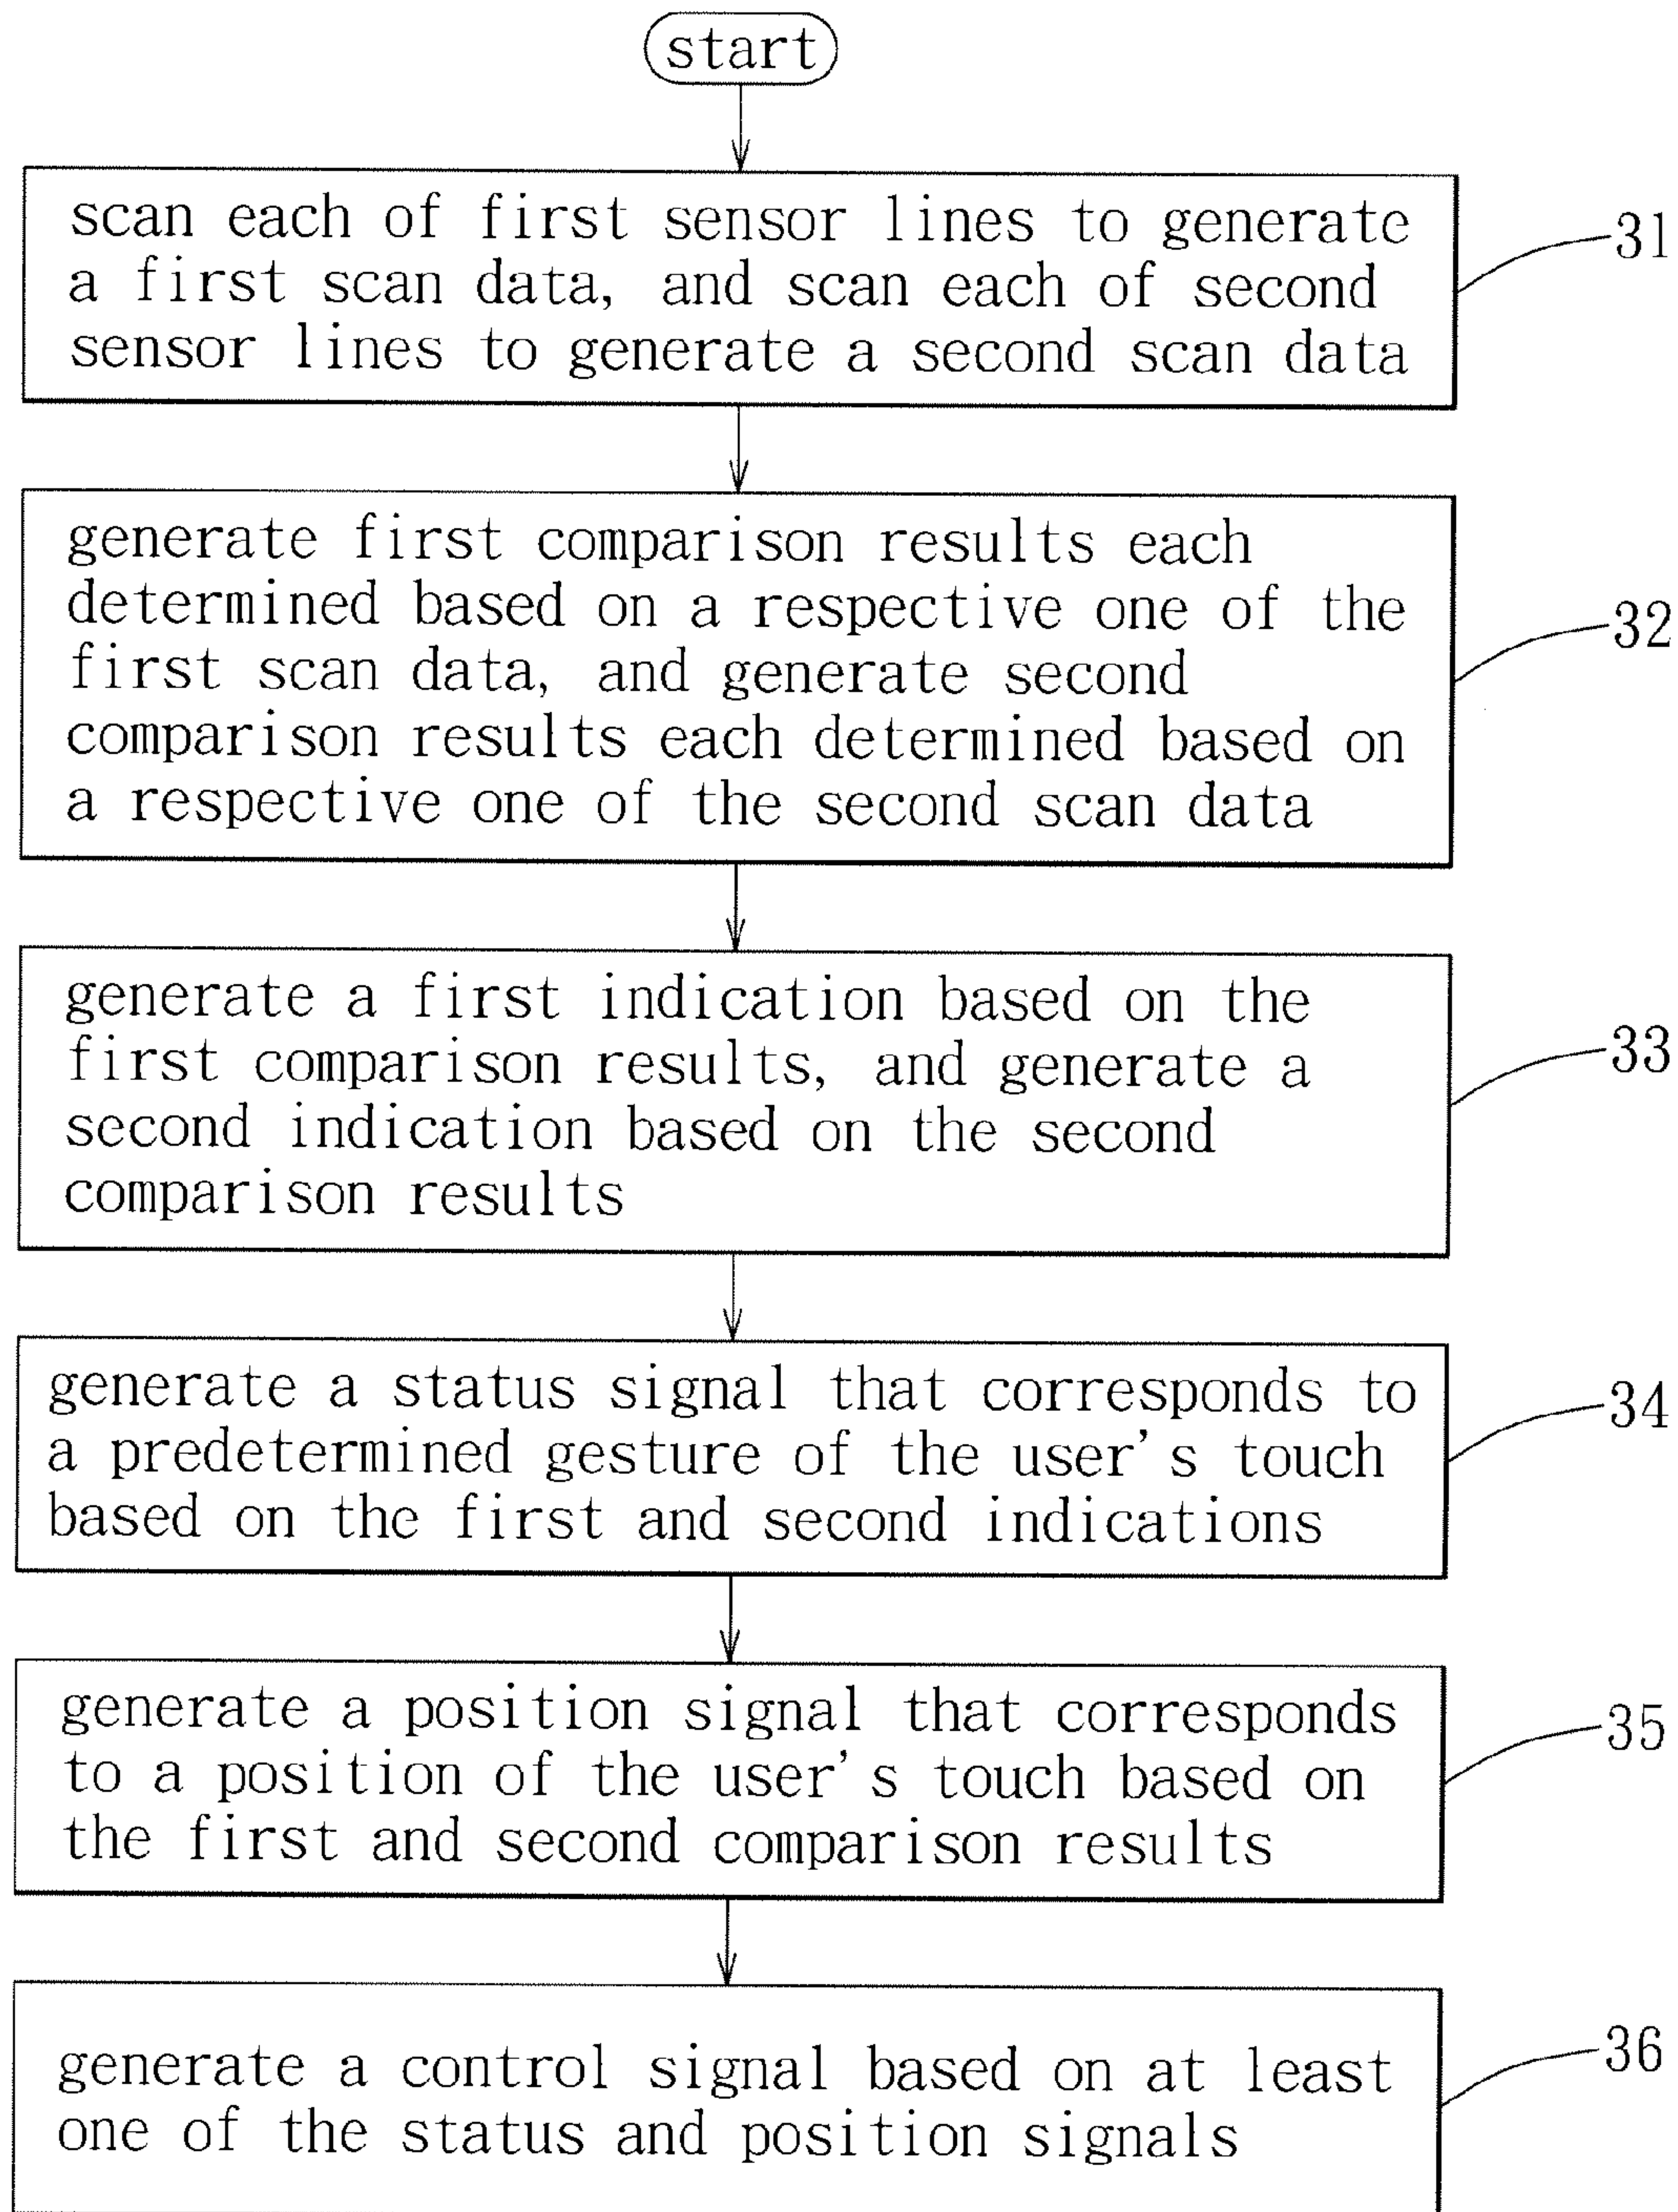 start
scan each of first sensor lines to generate
a first scan data, and scan each of second
sensor lines to generate a second scan data
31
generate first comparison results each
determined based on a respective one of the
first scan data, and generate second
comparison results each determined based on
a respective one of the second scan data
32
generate a first indication based on the
first comparison results, and generate a
second indication based on the second
comparison results
33
generate a status signal that corresponds to
a predetermined gesture of the user's touch
based on the first and second indications
34
generate a position signal that corresponds
to a position of the user's touch based on
the first and second comparison results
35
generate a control signal based on at least
one of the status and position signals
36